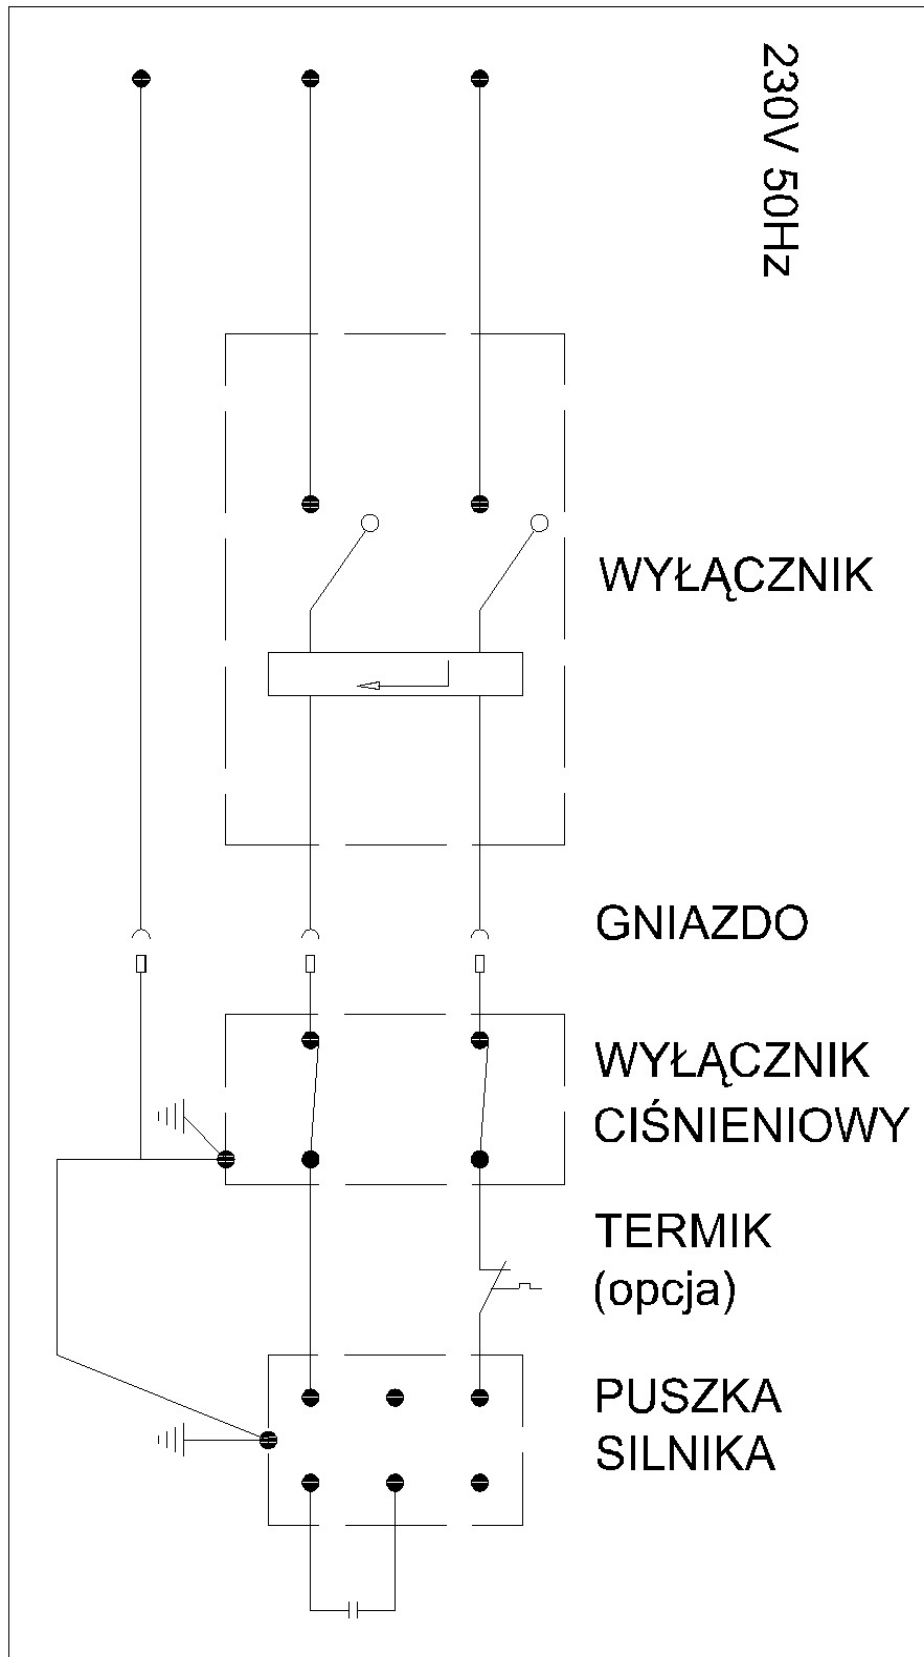 230V 50Hz
WYŁĄCZNIK
GNIAZDO
WYŁĄCZNIK
CIŚNIENIOWY
TERMIK
(opcja)
PUSZKA
SILNIKA